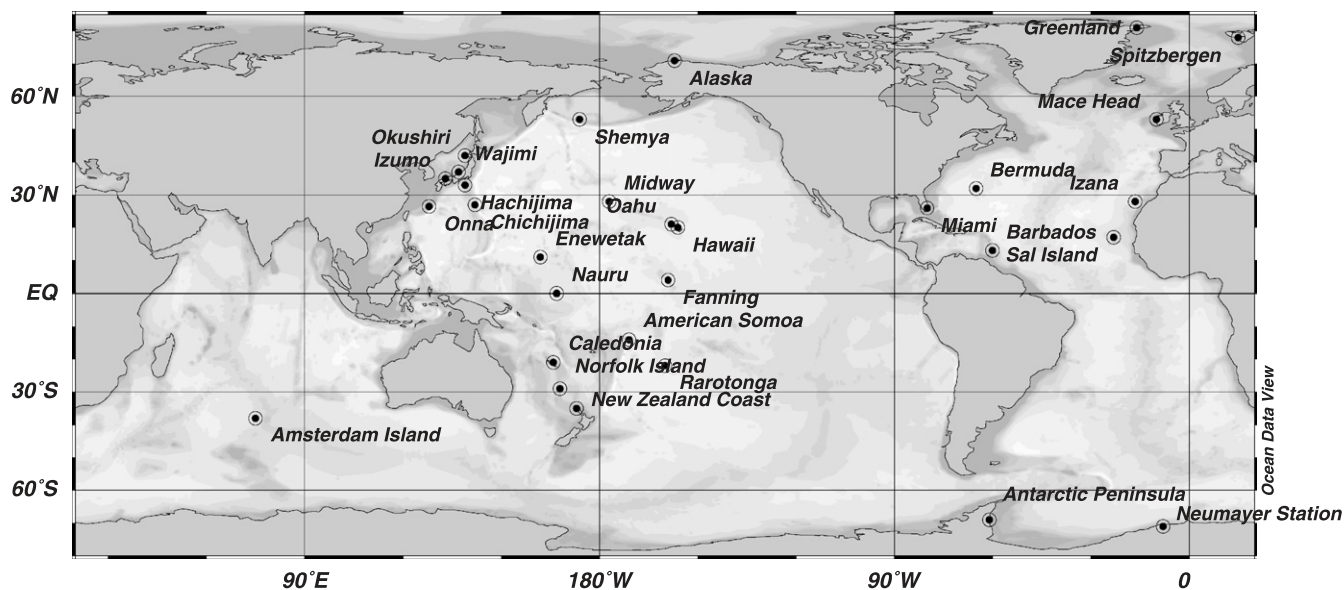 Greenland
Spitzbergen
Alaska
60˚N
Mace Head
Shemya
Okushiri
Wajimi
Izumo
Bermuda
Izana
Midway
30˚N
Oahu
Hachijima
Onna
Chichijima
Miami
Barbados
Enewetak
Hawaii
Sal Island
Nauru
EQ
Fanning
American Somoa
Caledonia
Norfolk Island
Rarotonga
30˚S
New Zealand Coast
Amsterdam Island
Ocean Data View
60˚S
Antarctic Peninsula
Neumayer Station
90˚E
180˚W
90˚W
0